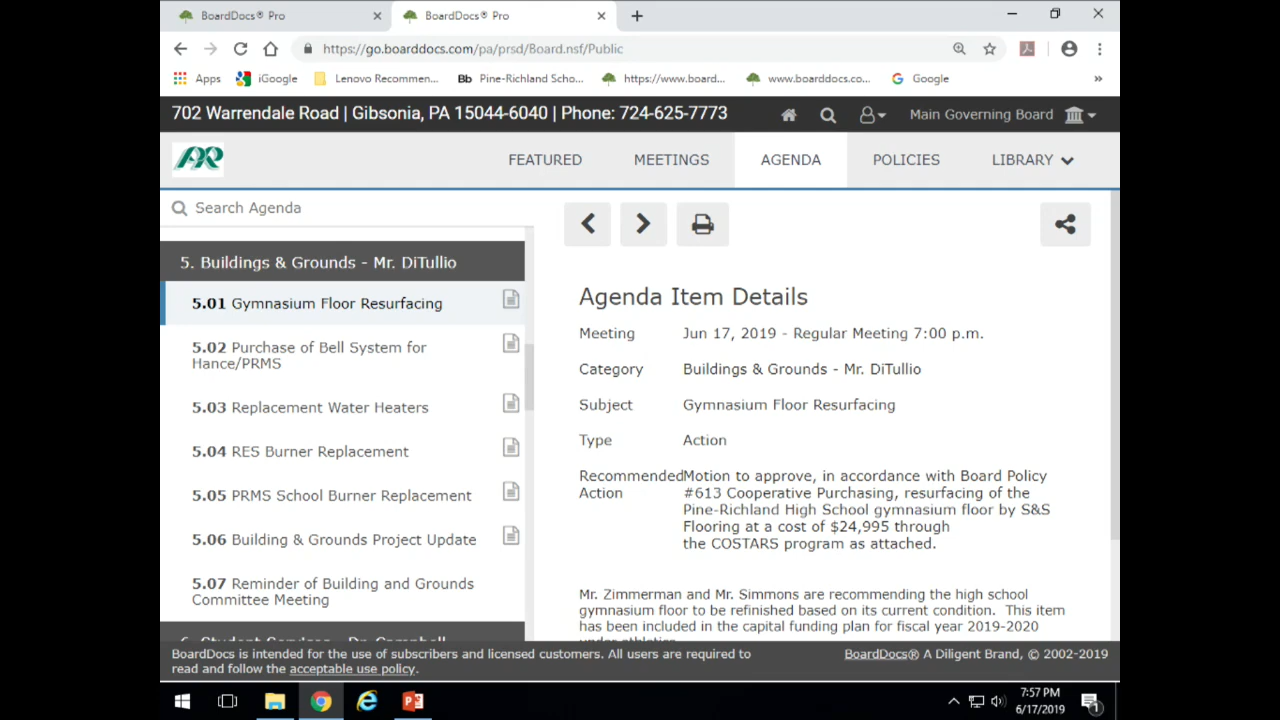 BoardDocs® Pro
BoardDocs® Pro
https://go.boarddocs.com/pa/prsd/Board.nsf/Public
Apps
iGoogle
Lenovo Recommen...
Bb Pine-Richland Scho...
https://www.board...
www.boarddocs.co...
Google
»
702 Warrendale Road | Gibsonia, PA 15044-6040 | Phone: 724-625-7773
Main Governing Board
PR
FEATURED
MEETINGS
AGENDA
POLICIES
LIBRARY
Search Agenda
5. Buildings & Grounds - Mr. DiTullio
5.01 Gymnasium Floor Resurfacing
5.02 Purchase of Bell System for
Hance/PRMS
5.03 Replacement Water Heaters
5.04 RES Burner Replacement
5.05 PRMS School Burner Replacement
5.06 Building & Grounds Project Update
5.07 Reminder of Building and Grounds
Committee Meeting
6. Student Services - Dr. Campbell
Agenda Item Details
Meeting Jun 17, 2019 - Regular Meeting 7:00 p.m.
Category Buildings & Grounds - Mr. DiTullio
Subject Gymnasium Floor Resurfacing
Type Action
Recommended Motion to approve, in accordance with Board Policy
Action #613 Cooperative Purchasing, resurfacing of the
Pine-Richland High School gymnasium floor by S&S
Flooring at a cost of $24,995 through
the COSTARS program as attached.
Mr. Zimmerman and Mr. Simmons are recommending the high school
gymnasium floor to be refinished based on its current condition.  This item
has been included in the capital funding plan for fiscal year 2019-2020
under athletics.
BoardDocs is intended for the use of subscribers and licensed customers. All users are required to
read and follow the acceptable use policy.
BoardDocs® A Diligent Brand, © 2002-2019
7:57 PM
6/17/2019
1